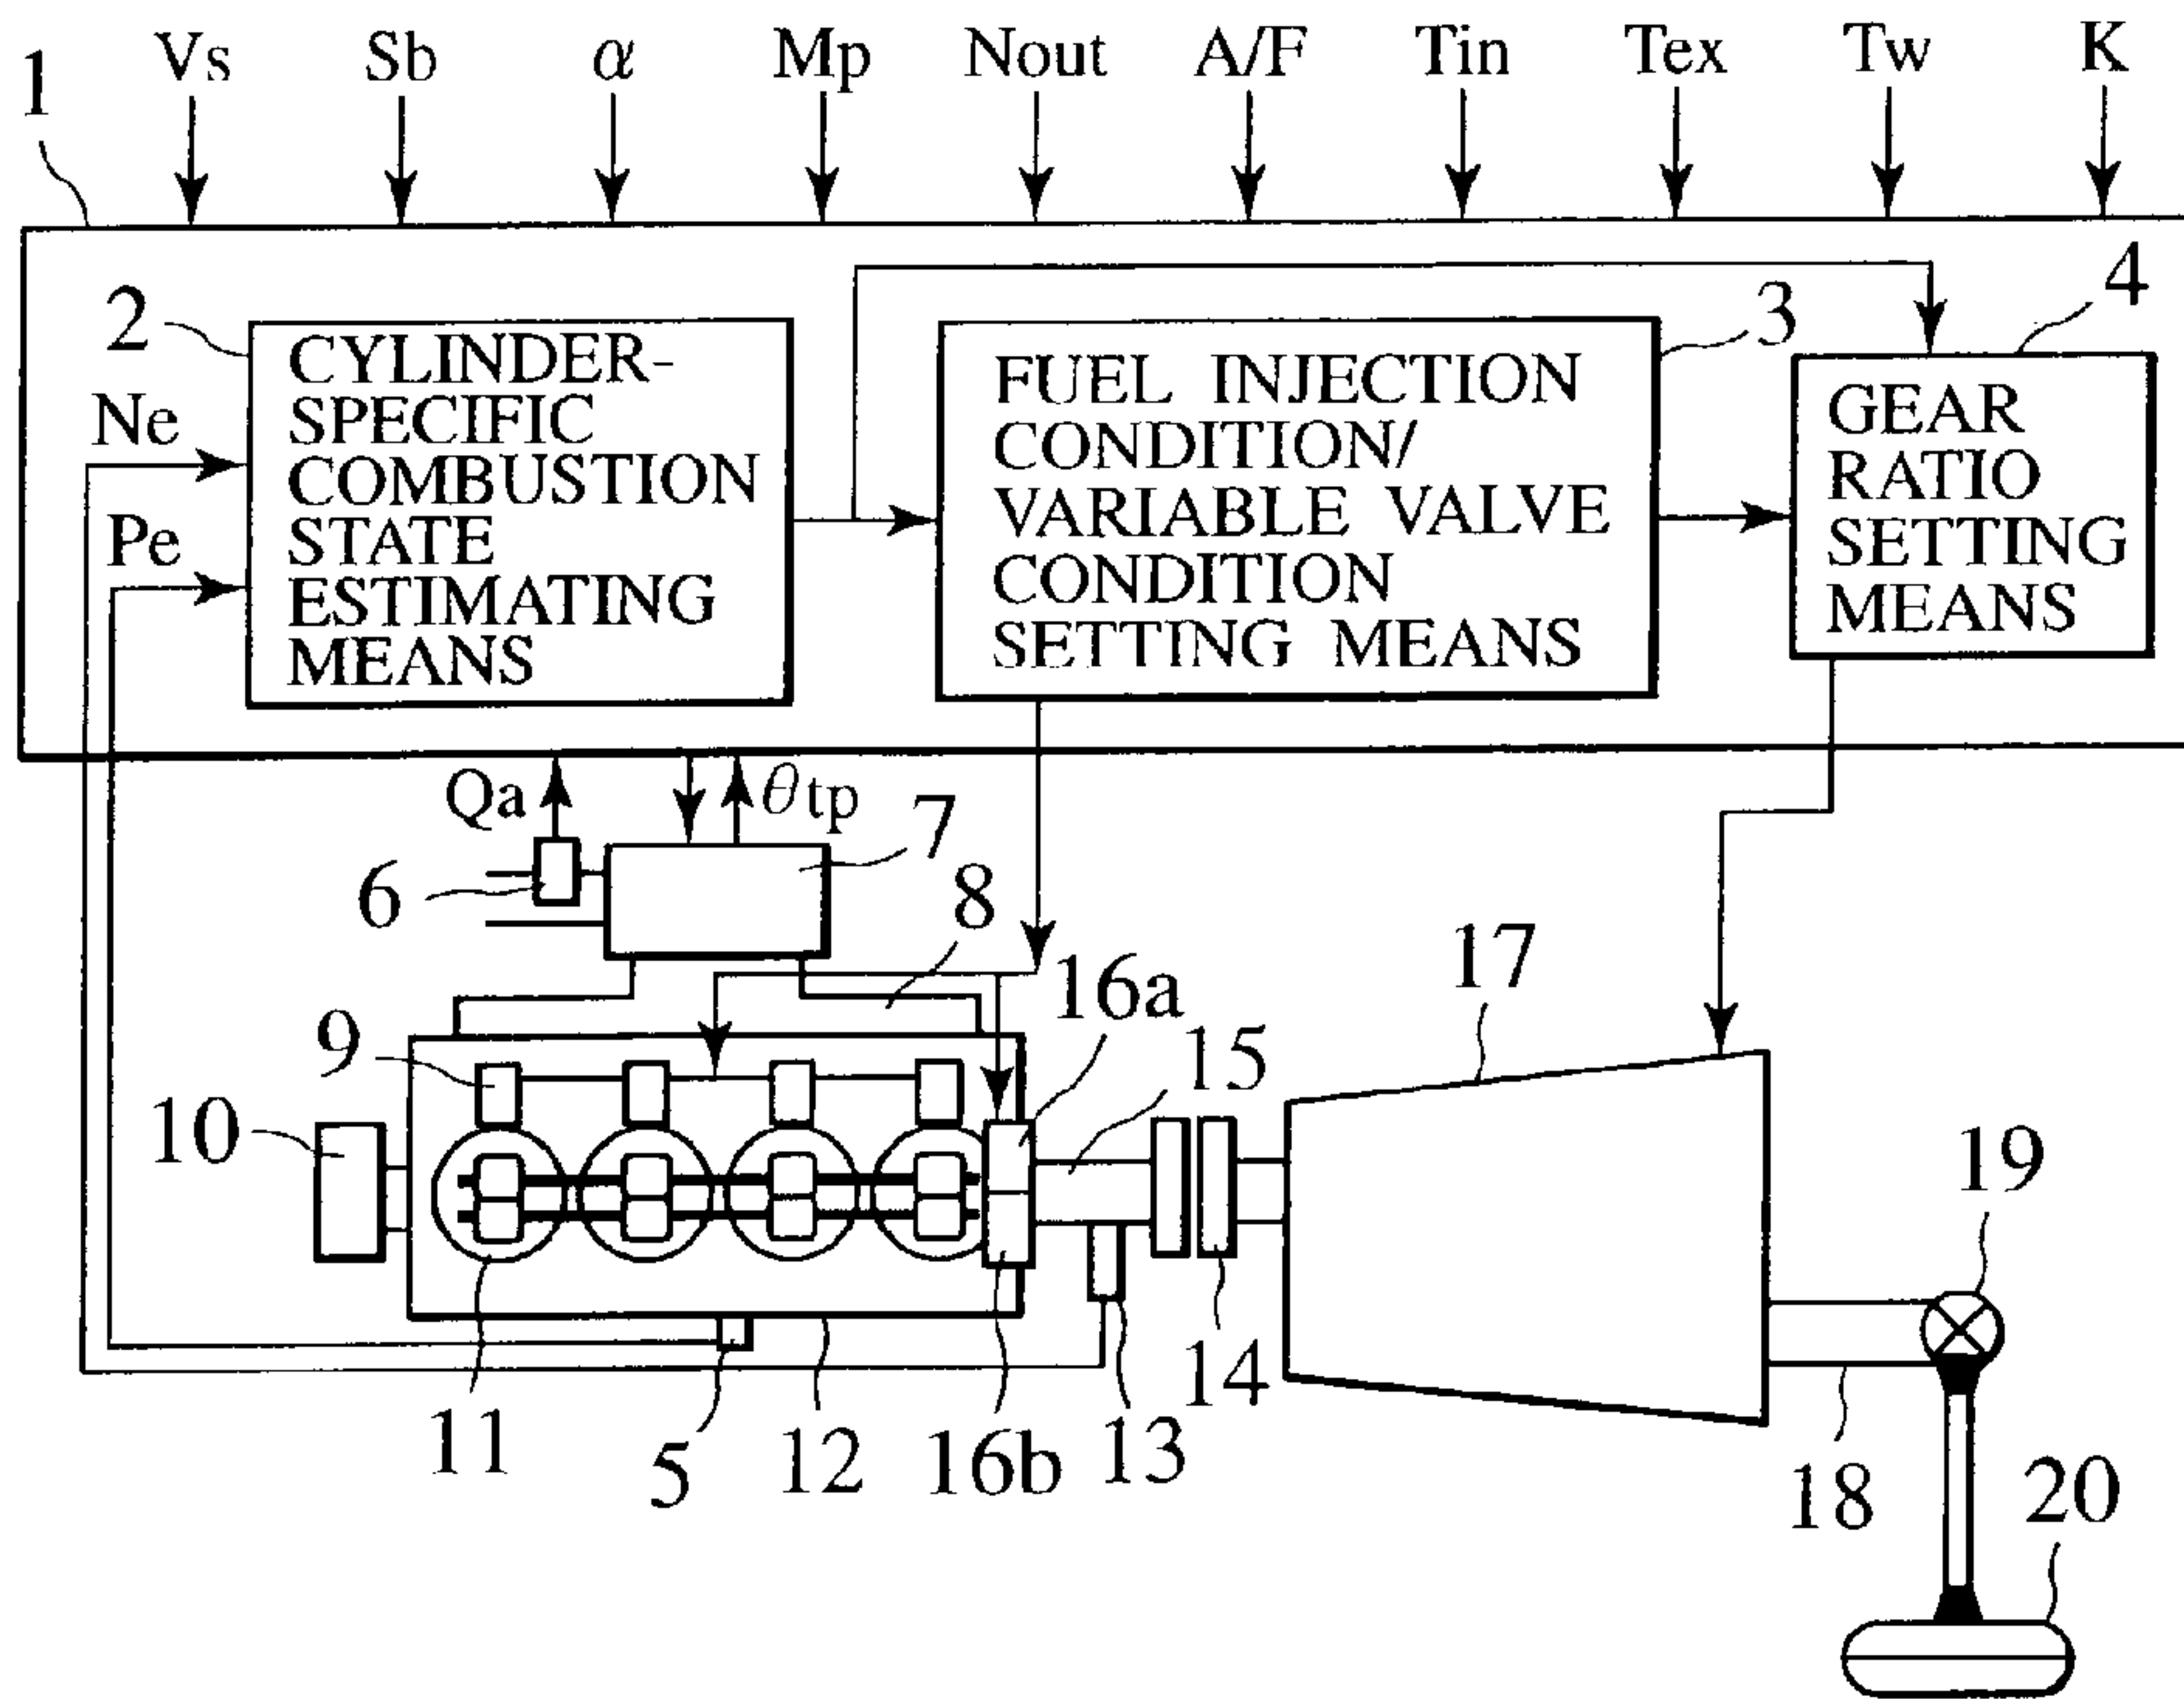 Vs Sb α Mp Nout A/F Tin Tex Tw K
1
2
3
4
CYLINDER-
SPECIFIC
COMBUSTION
STATE
ESTIMATING
MEANS
FUEL INJECTION
CONDITION/
VARIABLE VALVE
CONDITION
SETTING MEANS
GEAR
RATIO
SETTING
MEANS
Ne
Pe
Qa
θtp
7
6
8
16a
17
9
15
10
19
11
5
12
16b
13
14
18
20